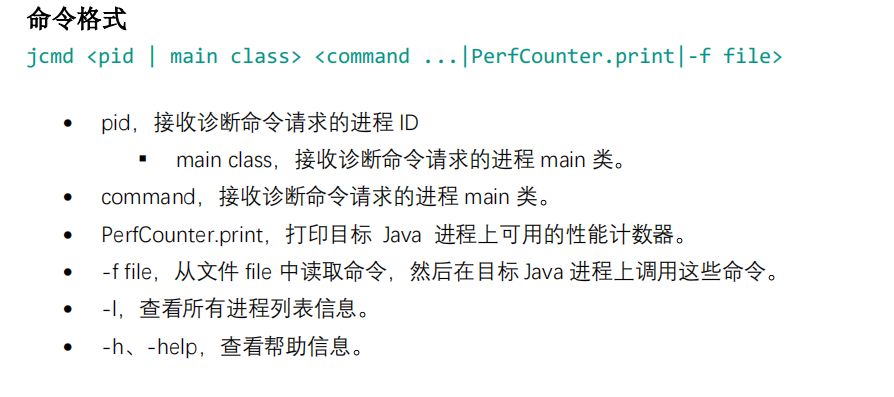 命令格式
jcmd <pid | main class> <command ...|PerfCounter.print|-f file>
• pid，接收诊断命令请求的进程 ID
▪ main class，接收诊断命令请求的进程 main 类。
• command，接收诊断命令请求的进程 main 类。
• PerfCounter.print，打印目标 Java 进程上可用的性能计数器。
• -f file，从文件 file 中读取命令，然后在目标 Java 进程上调用这些命令。
• -l，查看所有进程列表信息。
• -h、-help，查看帮助信息。